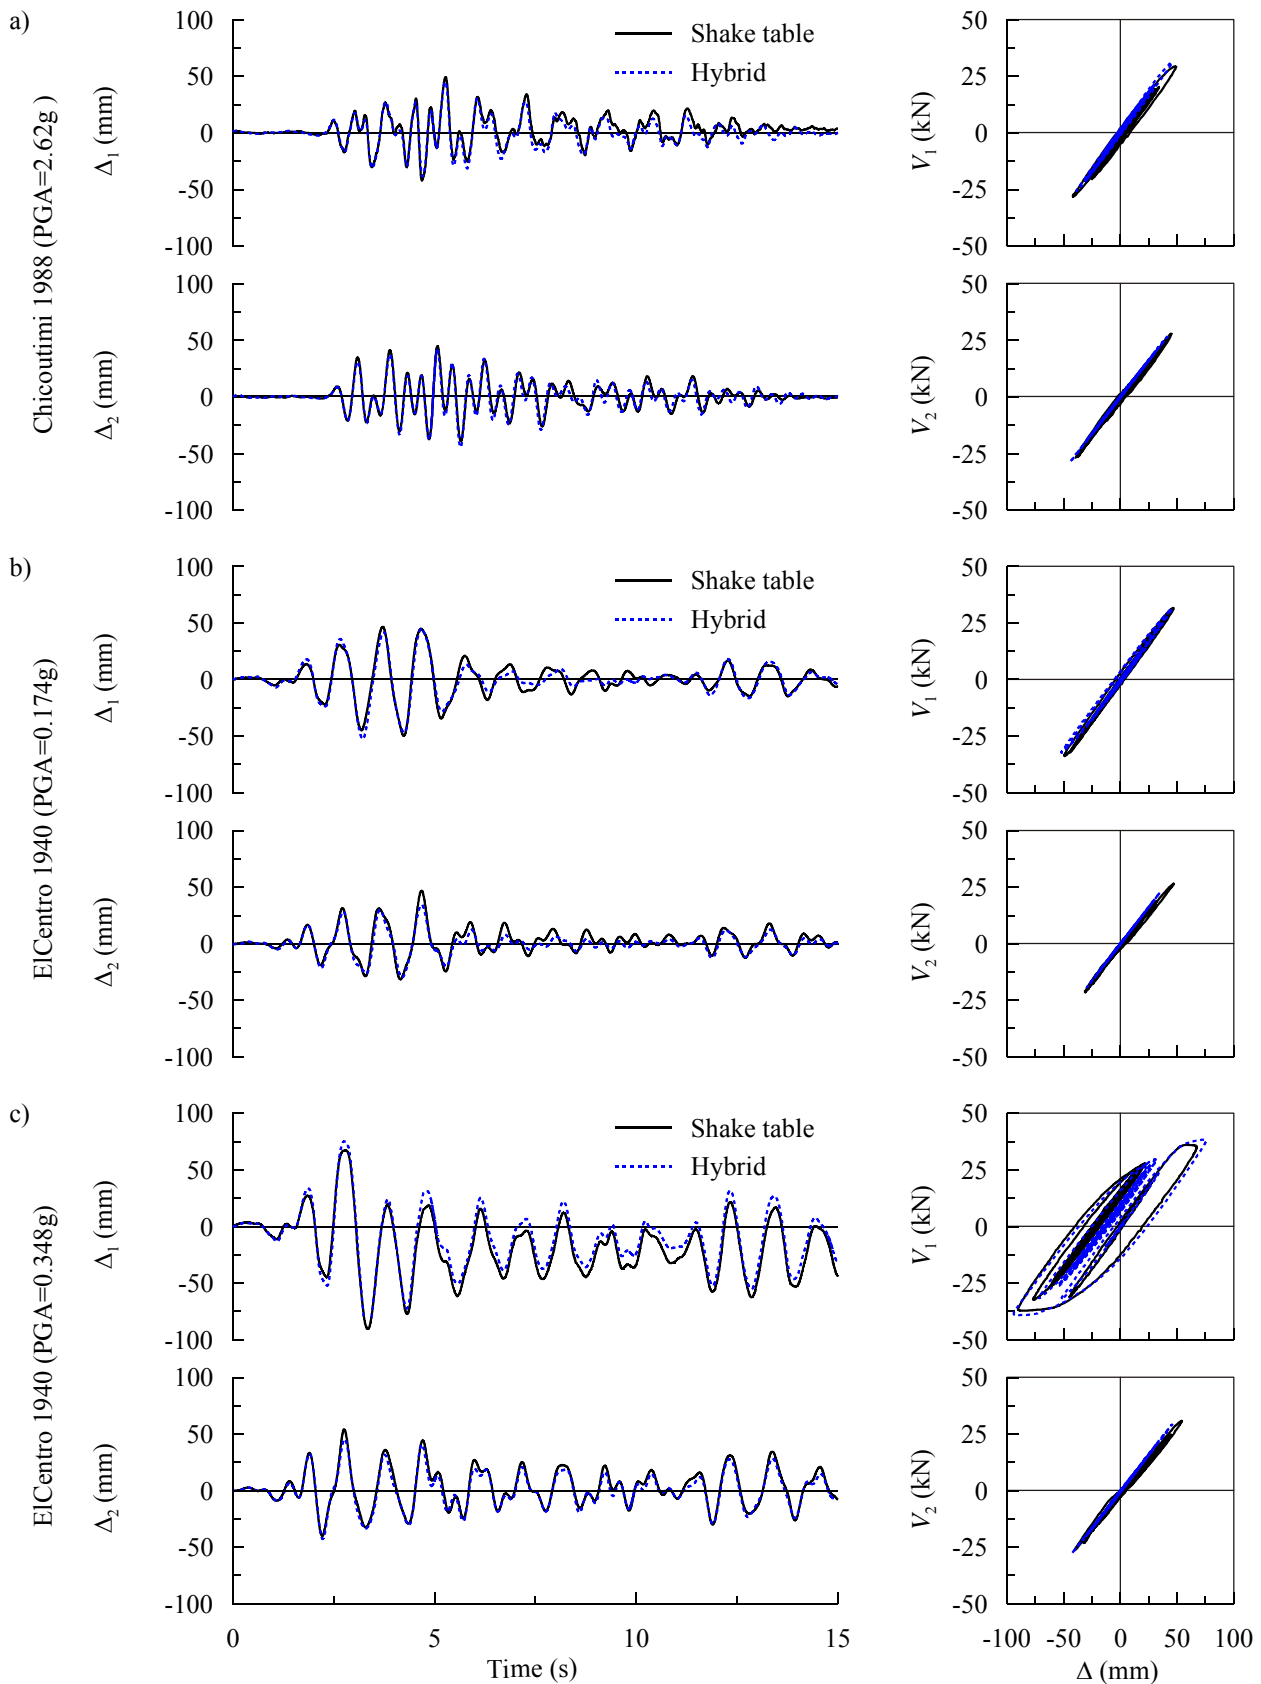 a)
Chicoutimi 1988 (PGA=2.62g )
Δ1 (mm)
100
50
0
-50
-100
Shake table
Hybrid
V1 (kN)
50
25
0
-25
-50
Δ2 (mm)
100
50
0
-50
-100
V2 (kN)
50
25
0
-25
-50
b)
ElCentro 1940 (PGA=0.174g)
Δ1 (mm)
100
50
0
-50
-100
Shake table
Hybrid
V1 (kN)
50
25
0
-25
-50
Δ2 (mm)
100
50
0
-50
-100
V2 (kN)
50
25
0
-25
-50
c)
ElCentro 1940 (PGA=0.348g)
Δ1 (mm)
100
50
0
-50
-100
Shake table
Hybrid
V1 (kN)
50
25
0
-25
-50
Δ2 (mm)
100
50
0
-50
-100
0 5 10 15
Time (s)
V2 (kN)
50
25
0
-25
-50
-100 -50 0 50 100
Δ (mm)